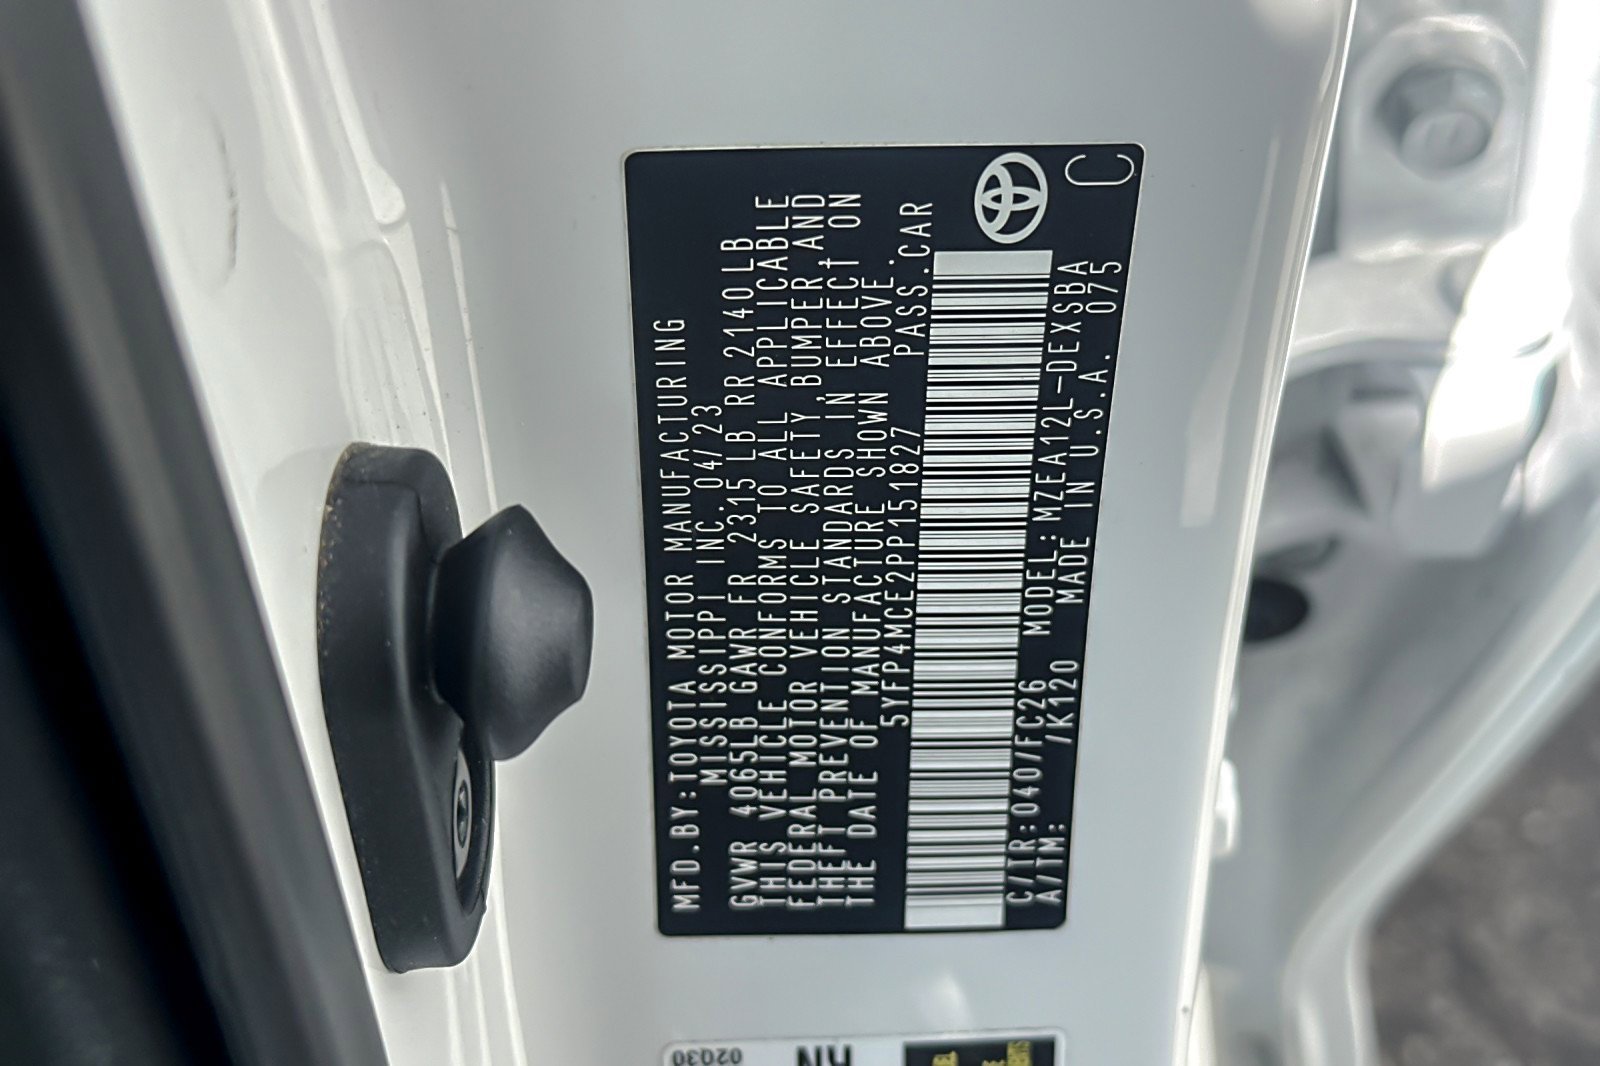 MFD.BY:TOYOTA MOTOR MANUFACTURING
MISSISSIPPI INC. 04/23
GVWR 4065LB GAWR FR 2315 LB RR 2140LB
THIS VEHICLE CONFORMS TO ALL APPLICABLE
FEDERAL MOTOR VEHICLE SAFETY, BUMPER, AND
THEFT PREVENTION STANDARDS IN EFFECT ON
THE DATE OF MANUFACTURE SHOWN ABOVE.
5YFP4MCE2PP151827 PASS.CAR
C/TR:040/FC26 MODEL:MZEA12L-DEXSBA
A/TM: /K120 MADE IN U.S.A. 075
C
02Q30